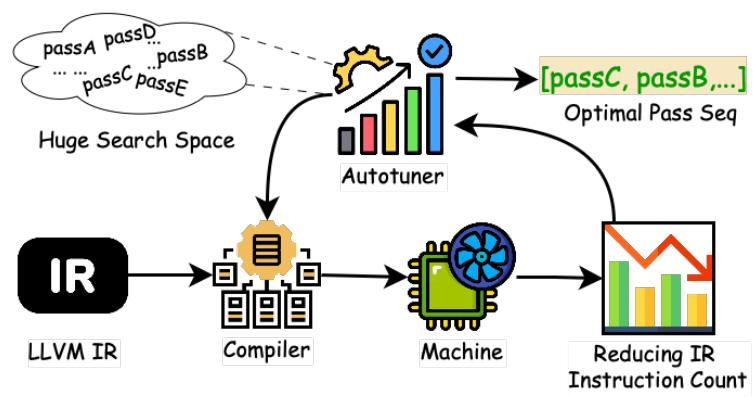 passA passD...
... ... ..passB
passC passE
Huge Search Space
Autotuner
[passC, passB,...]
Optimal Pass Seq
IR
LLVM IR
Compiler
Machine
Reducing IR
Instruction Count